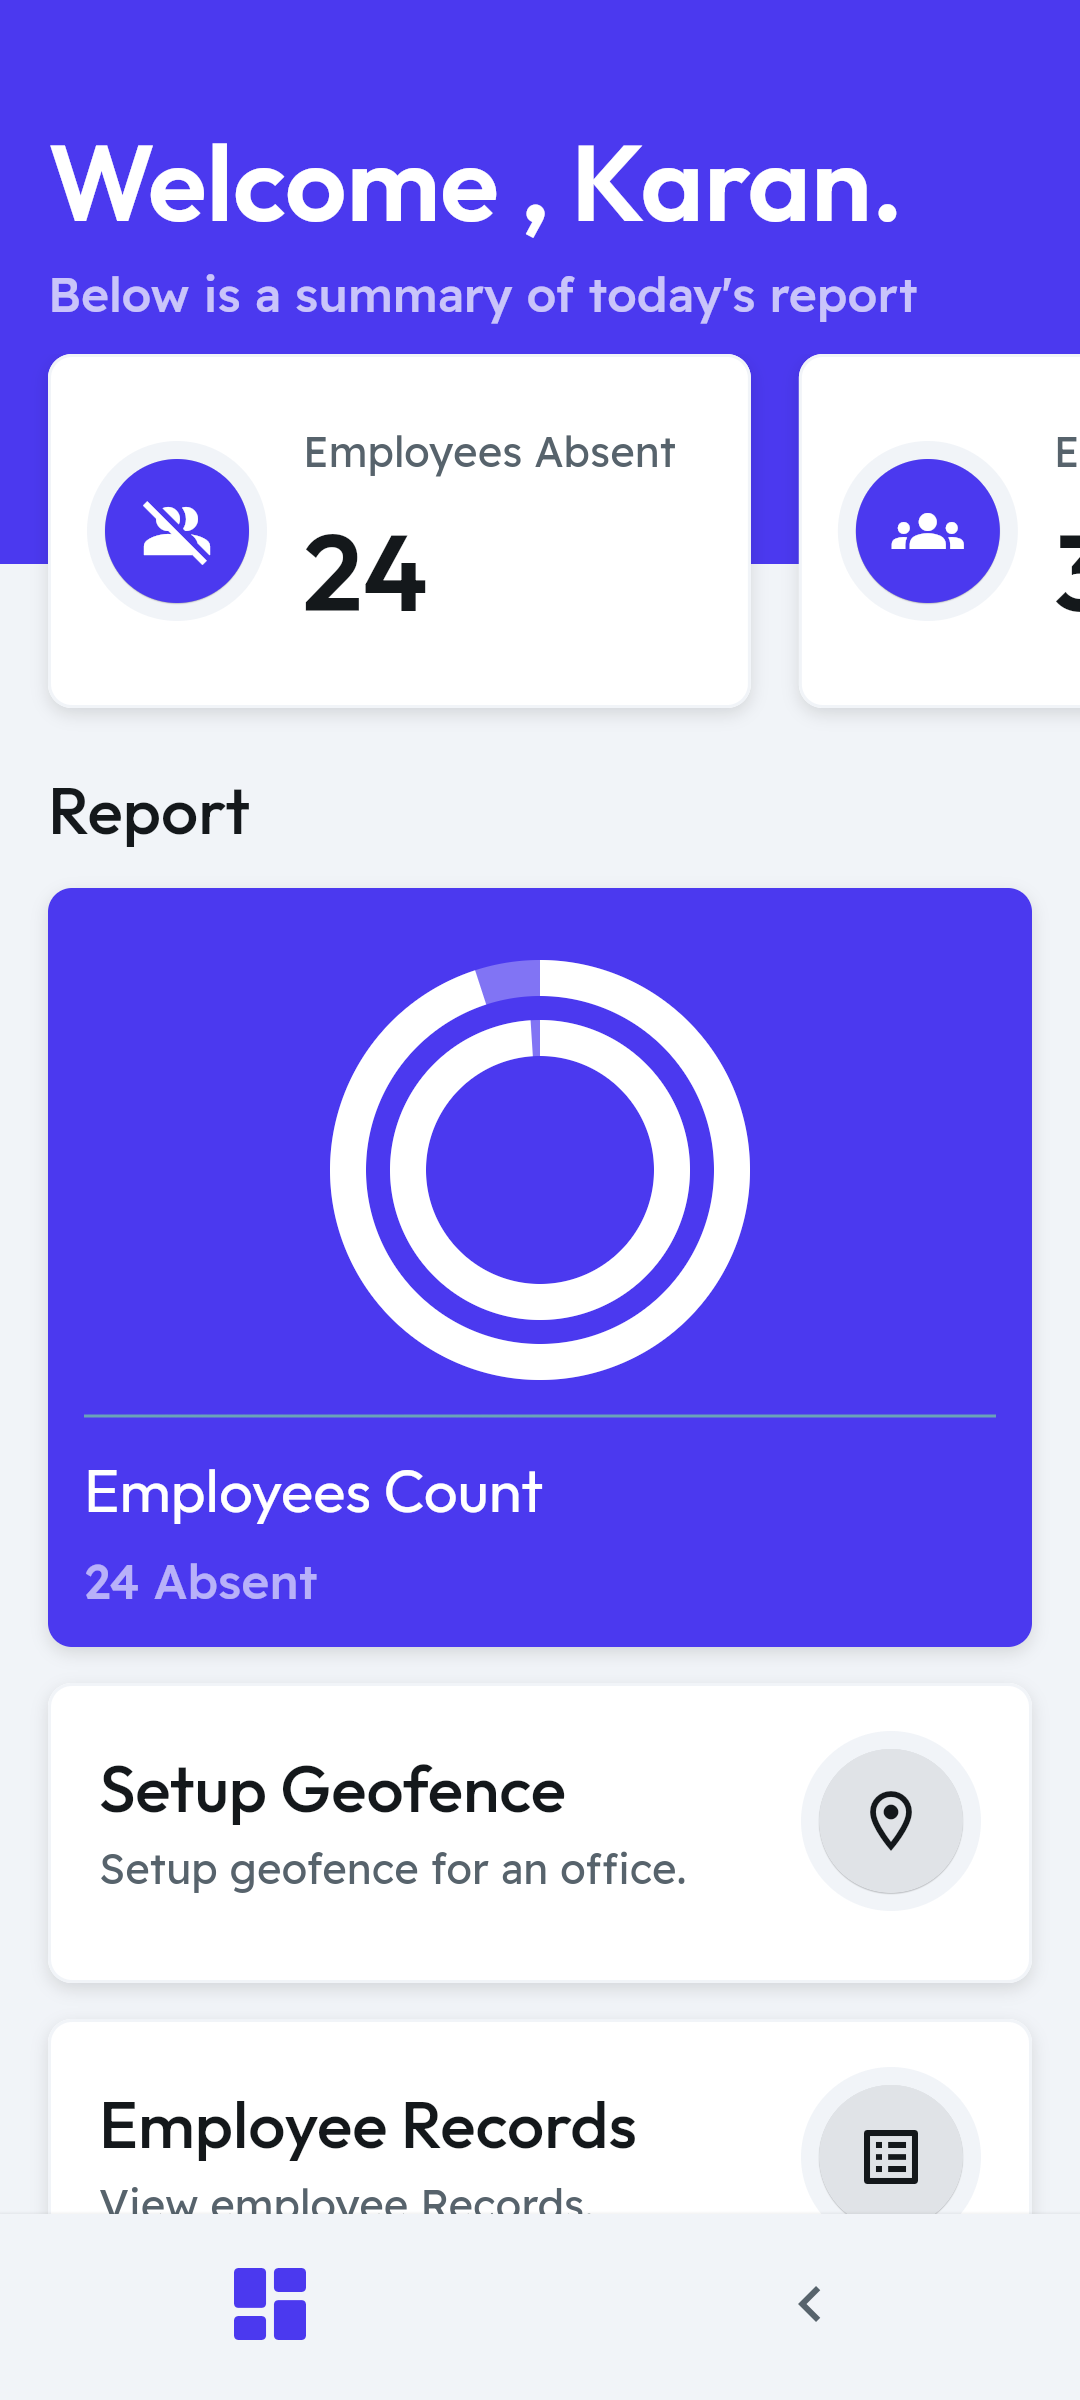 Welcome , Karan.
Below is a summary of today's report
Employees Absent
24
E
3
Report
Employees Count
24 Absent
Setup Geofence
Setup geofence for an office.
Employee Records
View employee Records.